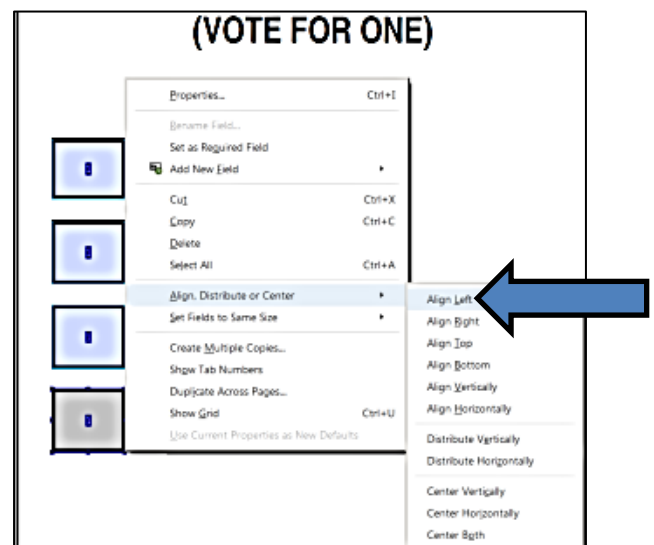 (VOTE FOR ONE)
Properties... Ctrl+I
Rename Field...
Set as Required Field
Add New Field
Cut Ctrl+X
Copy Ctrl+C
Delete
Select All Ctrl+A
Align, Distribute or Center
Set Fields to Same Size
Create Multiple Copies...
Show Tab Numbers
Duplicate Across Pages...
Show Grid Ctrl+U
Use Current Properties as New Defaults
Align Left
Align Right
Align Top
Align Bottom
Align Vertically
Align Horizontally
Distribute Vertically
Distribute Horizontally
Center Vertically
Center Horizontally
Center Both